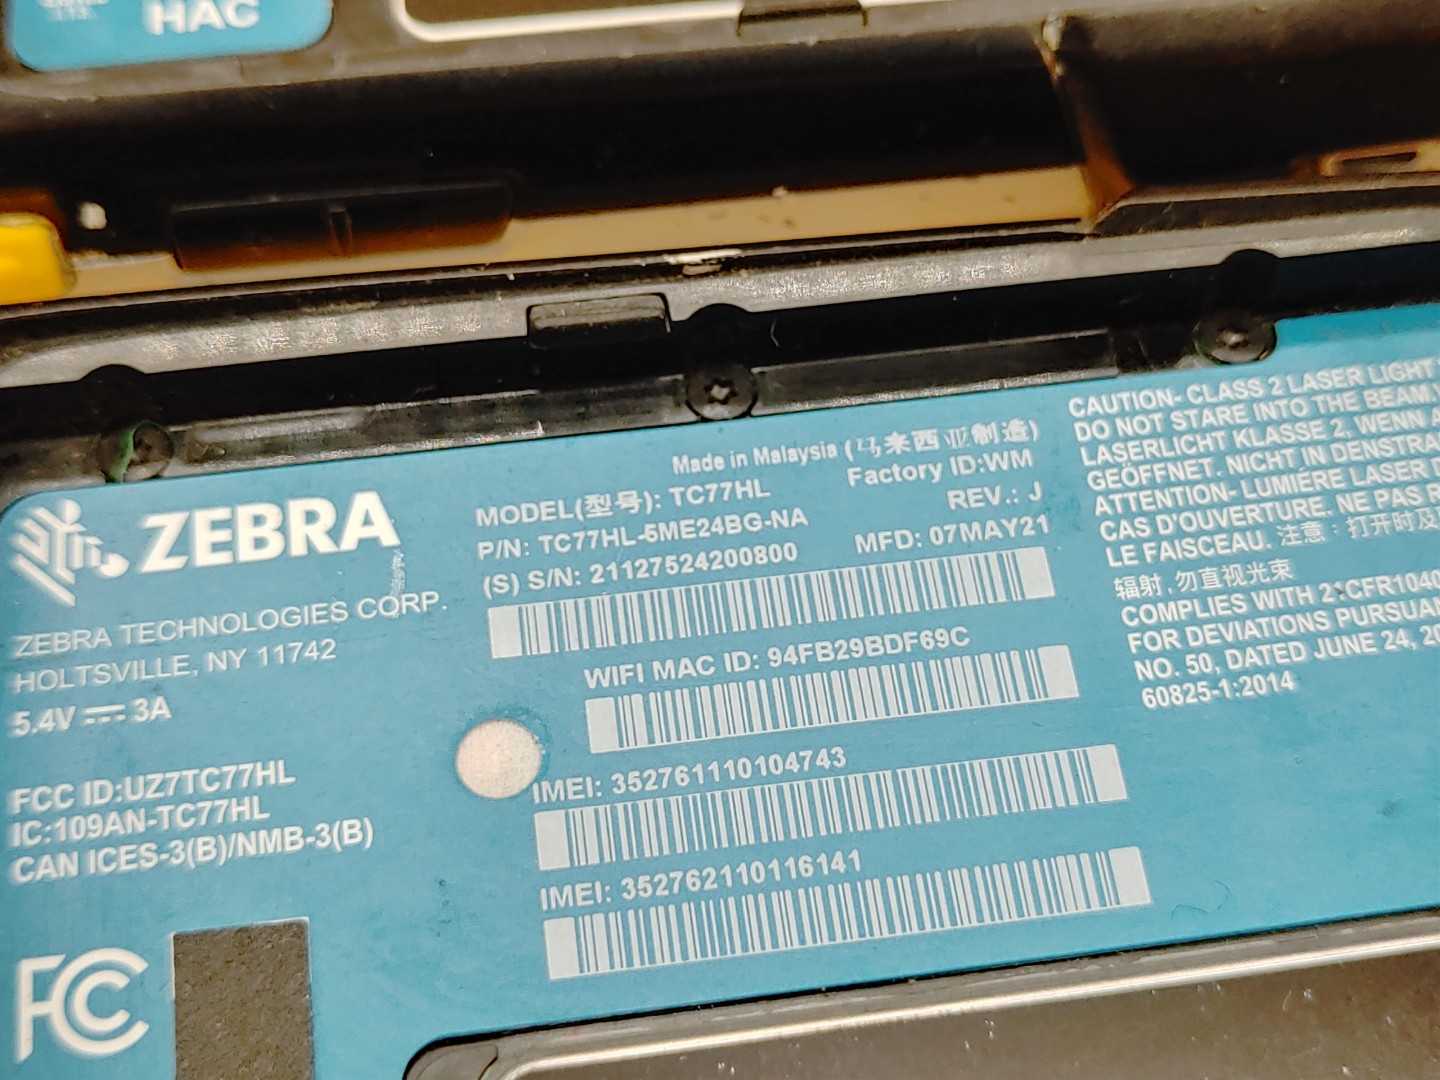 HAC
ZEBRA
ZEBRA TECHNOLOGIES CORP.
HOLTSVILLE, NY 11742
5.4V ⎓ 3A
FCC ID:UZ7TC77HL
IC:109AN-TC77HL
CAN ICES-3(B)/NMB-3(B)
FC
Made in Malaysia (马来西亚制造)
MODEL(型号): TC77HL
Factory ID:WM
P/N: TC77HL-5ME24BG-NA
REV.: J
(S) S/N: 21127524200800
MFD: 07MAY21
WIFI MAC ID: 94FB29BDF69C
IMEI: 352761110104743
IMEI: 352762110116141
CAUTION- CLASS 2 LASER LIGHT
DO NOT STARE INTO THE BEAM
LASERLICHT KLASSE 2, WENN
GEÖFFNET. NICHT IN DENSTRA
ATTENTION- LUMIÉRE LASER D
CAS D'OUVERTURE. NE PAS R
LE FAISCEAU. 注意：打开时及
辐射,勿直视光束
COMPLIES WITH 21CFR1040
FOR DEVIATIONS PURSUA
NO. 50, DATED JUNE 24, 20
60825-1:2014